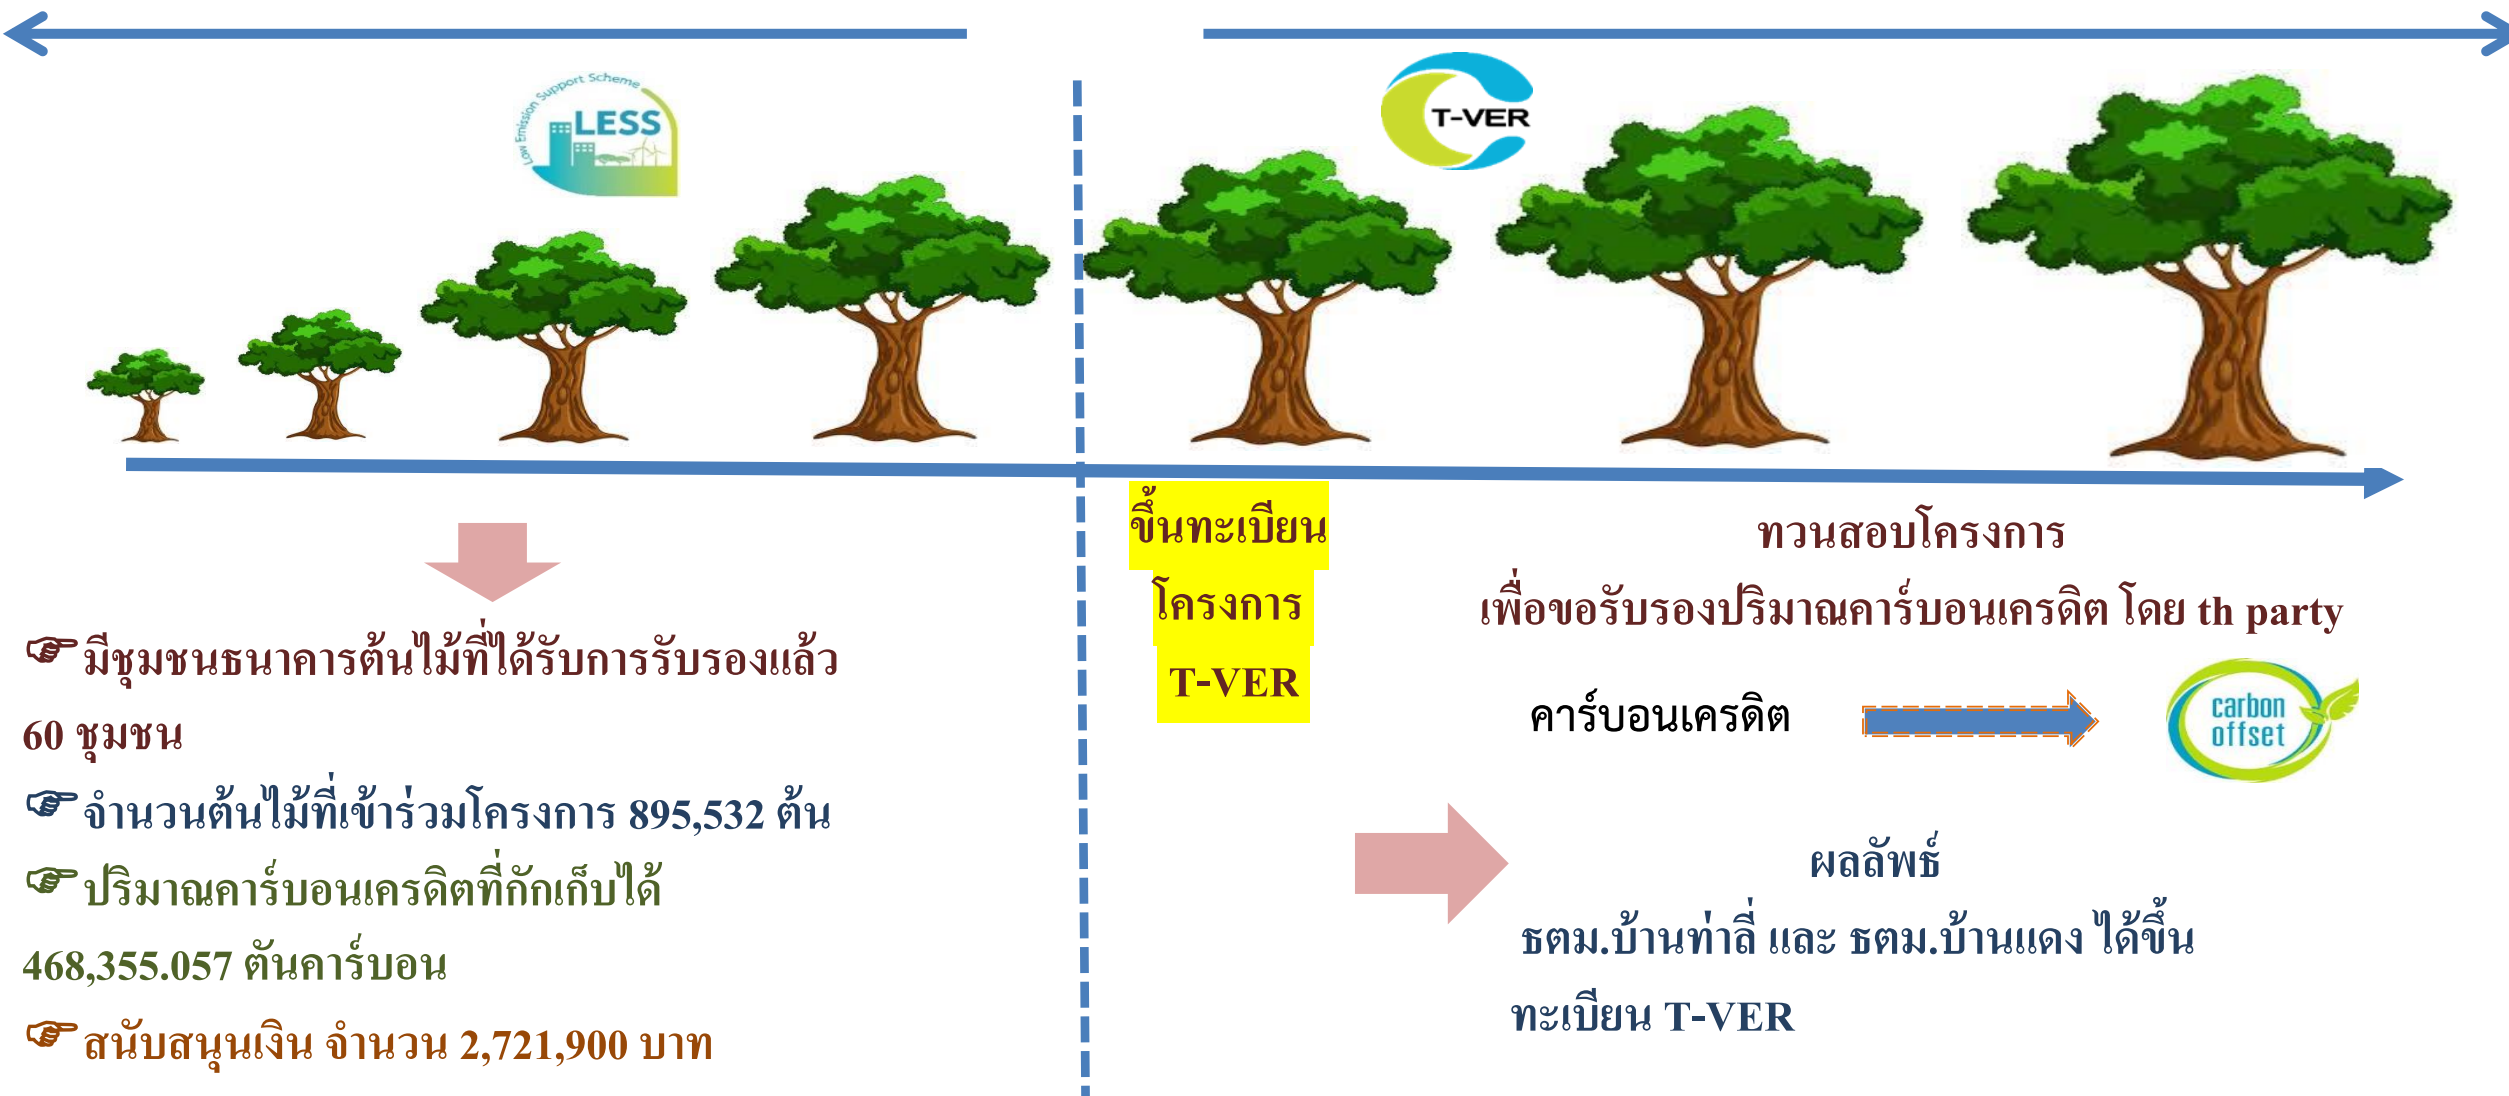 Low Emission Support Scheme
LESS
T-VER
มีชุมชนธนาคารต้นไม้ที่ได้รับการรับรองแล้ว
60 ชุมชน
จำนวนต้นไม้ที่เข้าร่วมโครงการ 895,532 ต้น
ปริมาณคาร์บอนเครดิตที่กักเก็บได้
468,355.057 ตันคาร์บอน
สนับสนุนเงิน จำนวน 2,721,900 บาท
ขึ้นทะเบียน
โครงการ
T-VER
ทวนสอบโครงการ
เพื่อขอรับรองปริมาณคาร์บอนเครดิต โดย th party
คาร์บอนเครดิต
carbon
offset
ผลลัพธ์
ธตม.บ้านท่าลี่ และ ธตม.บ้านแดง ได้ขึ้น
ทะเบียน T-VER